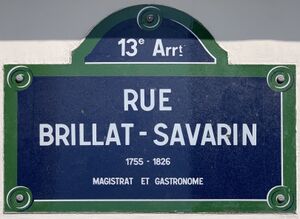 13e Arrt
RUE
BRILLAT - SAVARIN
1755 - 1826
MAGISTRAT ET GASTRONOME